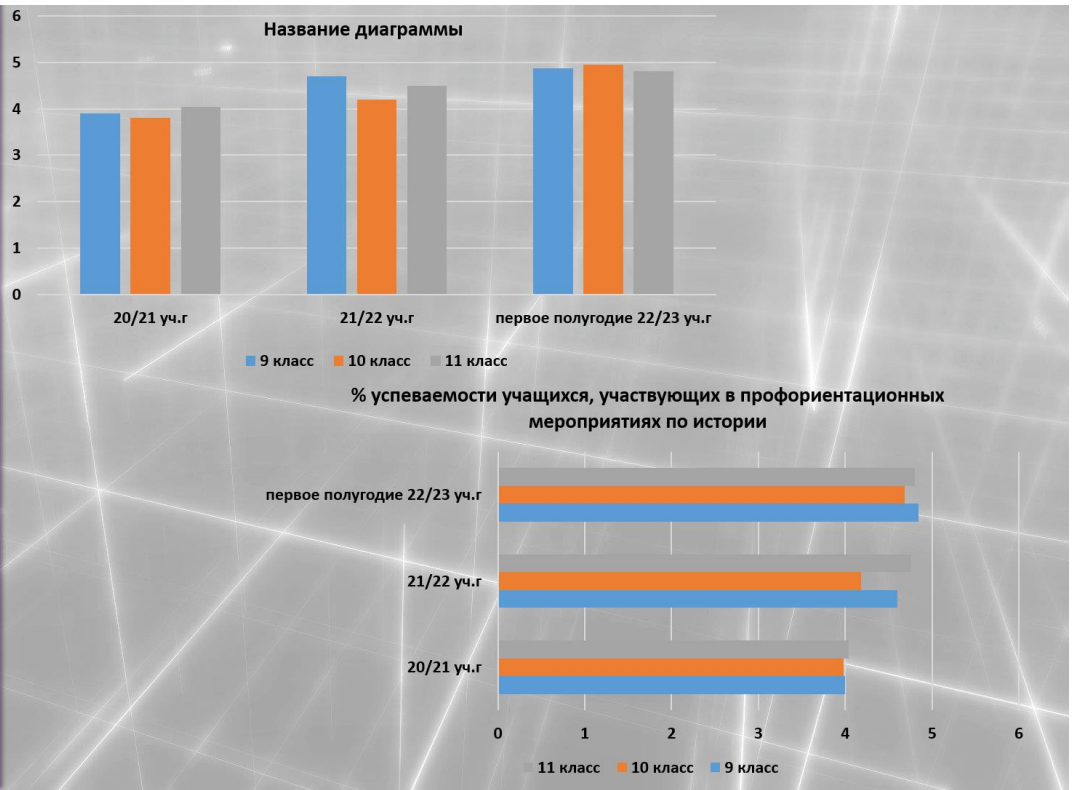 Название диаграммы
6
5
4
3
2
1
0
20/21 уч.г
21/22 уч.г
первое полугодие 22/23 уч.г
9 класс
10 класс
11 класс
% успеваемости учащихся, участвующих в профориентационных
мероприятиях по истории
первое полугодие 22/23 уч.г
21/22 уч.г
20/21 уч.г
0
1
2
3
4
5
6
11 класс
10 класс
9 класс